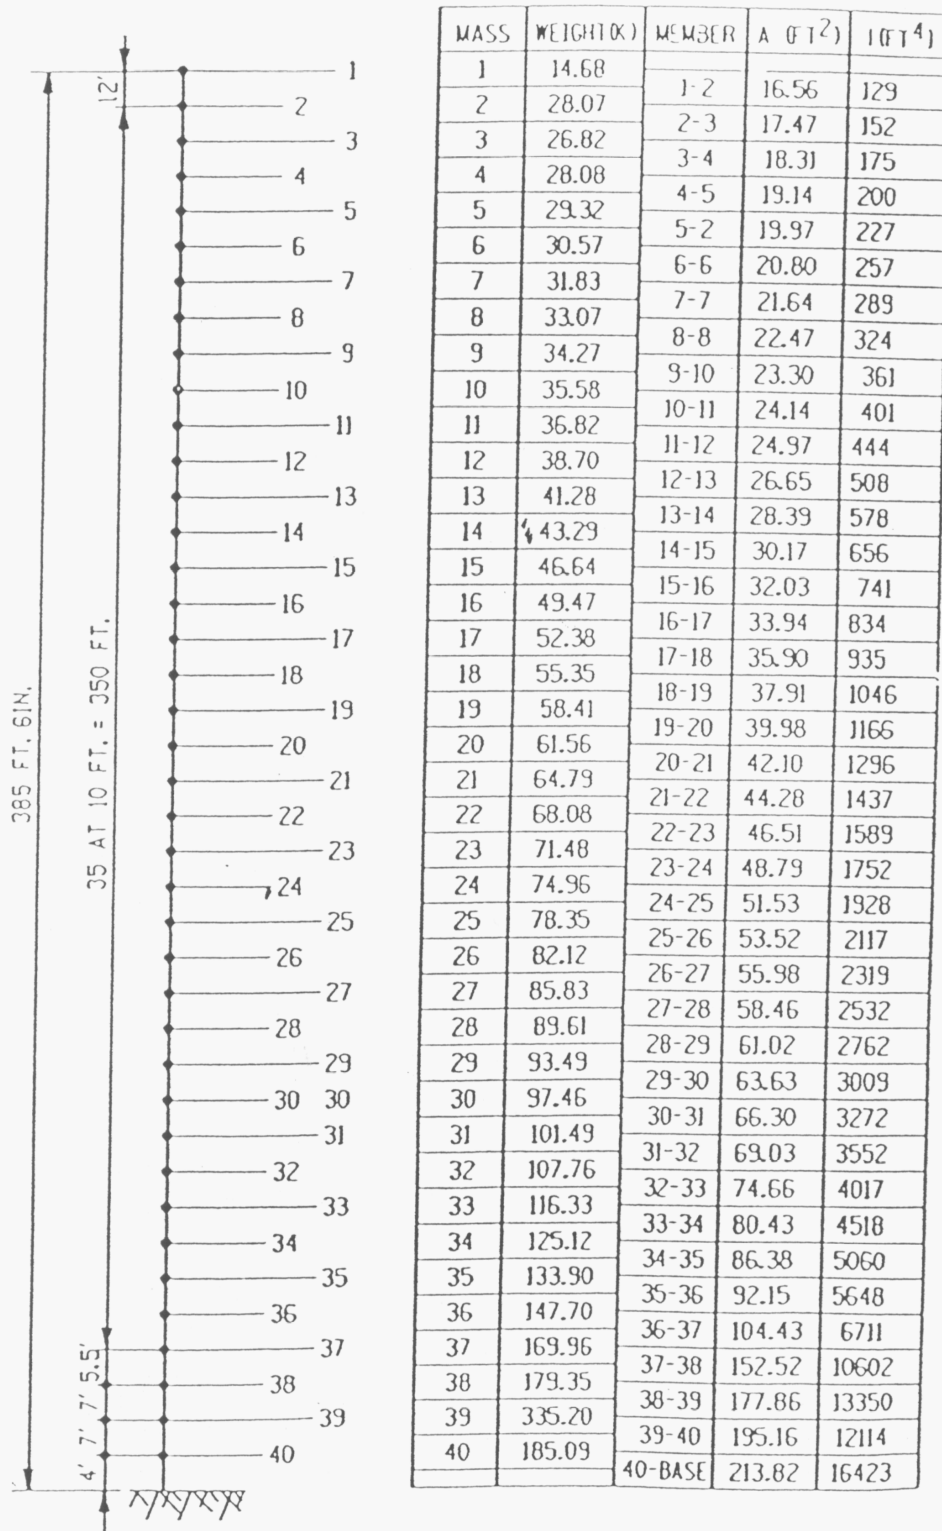 MASS WEIGHT(K) MEMBER A (FT2) I(FT4)
1 14.68
1-2 16.56 129
2 28.07
2-3 17.47 152
3 26.82
3-4 18.31 175
4 28.08
4-5 19.14 200
5 29.32
5-2 19.97 227
6 30.57
6-6 20.80 257
7 31.83
7-7 21.64 289
8 33.07
8-8 22.47 324
9 34.27
9-10 23.30 361
10 35.58
10-11 24.14 401
11 36.82
11-12 24.97 444
12 38.70
12-13 26.65 508
13 41.28
13-14 28.39 578
14 43.29
14-15 30.17 656
15 46.64
15-16 32.03 741
16 49.47
16-17 33.94 834
17 52.38
17-18 35.90 935
18 55.35
18-19 37.91 1046
19 58.41
19-20 39.98 1166
20 61.56
20-21 42.10 1296
21 64.79
21-22 44.28 1437
22 68.08
22-23 46.51 1589
23 71.48
23-24 48.79 1752
24 74.96
24-25 51.53 1928
25 78.35
25-26 53.52 2117
26 82.12
26-27 55.98 2319
27 85.83
27-28 58.46 2532
28 89.61
28-29 61.02 2762
29 93.49
29-30 63.63 3009
30 97.46
30-31 66.30 3272
31 101.49
31-32 69.03 3552
32 107.76
32-33 74.66 4017
33 116.33
33-34 80.43 4518
34 125.12
34-35 86.38 5060
35 133.90
35-36 92.15 5648
36 147.70
36-37 104.43 6711
37 169.96
37-38 152.52 10602
38 179.35
38-39 177.86 13350
39 335.20
39-40 195.16 12114
40 185.09
40-BASE 213.82 16423
1
2
3
4
5
6
7
8
9
10
11
12
13
14
15
16
17
18
19
20
21
22
23
24
25
26
27
28
29
30 30
31
32
33
34
35
36
37
38
39
40
12'
385 FT. 6IN.
35 AT 10 FT. = 350 FT.
4' 7' 7' 5.5'